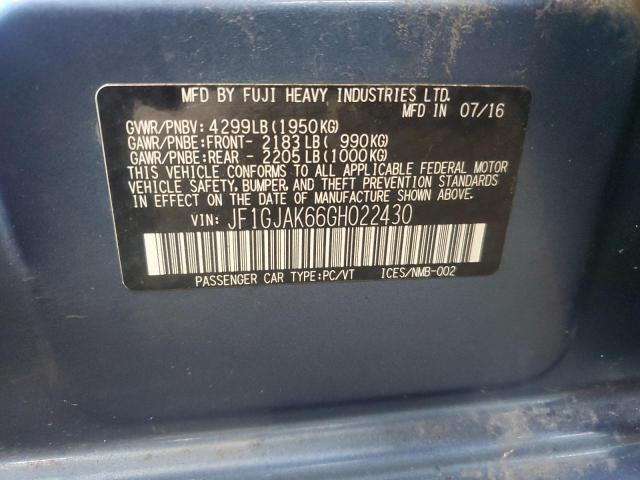 MFD BY FUJI HEAVY INDUSTRIES LTD.
MFD IN 07/16
GVWR/PNBV: 4299LB(1950KG)
GAWR/PNBE:FRONT- 2183LB( 990KG)
GAWR/PNBE:REAR - 2205LB(1000KG)
THIS VEHICLE CONFORMS TO ALL APPLICABLE FEDERAL MOTOR
VEHICLE SAFETY, BUMPER, AND THEFT PREVENTION STANDARDS
IN EFFECT ON THE DATE OF MANUFACTURE SHOWN ABOVE.
VIN: JF1GJAK66GH022430
PASSENGER CAR TYPE:PC/VT ICES/NMB-002